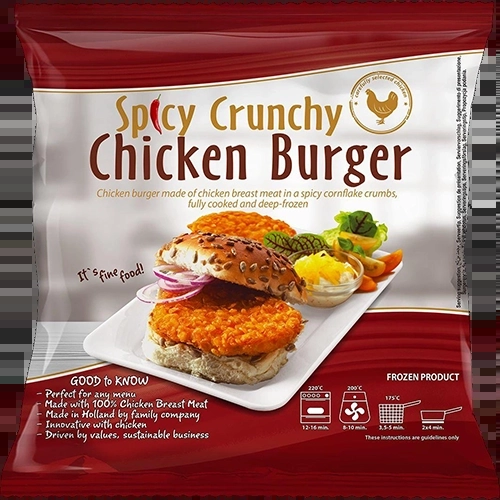 carefully selected chicken
Spicy Crunchy
Chicken Burger
Chicken burger made of chicken breast meat in a spicy cornflake crumbs,
fully cooked and deep-frozen
It's fine food!
GOOD to KNOW
- Perfect for any menu
- Made with 100% Chicken Breast Meat
- Made in Holland by family company
- Innovative with chicken
- Driven by values, sustainable business
FROZEN PRODUCT
220°C 200°C 175°C
12-16 min. 8-10 min. 3,5-5 min. 2x4 min.
These instructions are guidelines only
Serving suggestion,